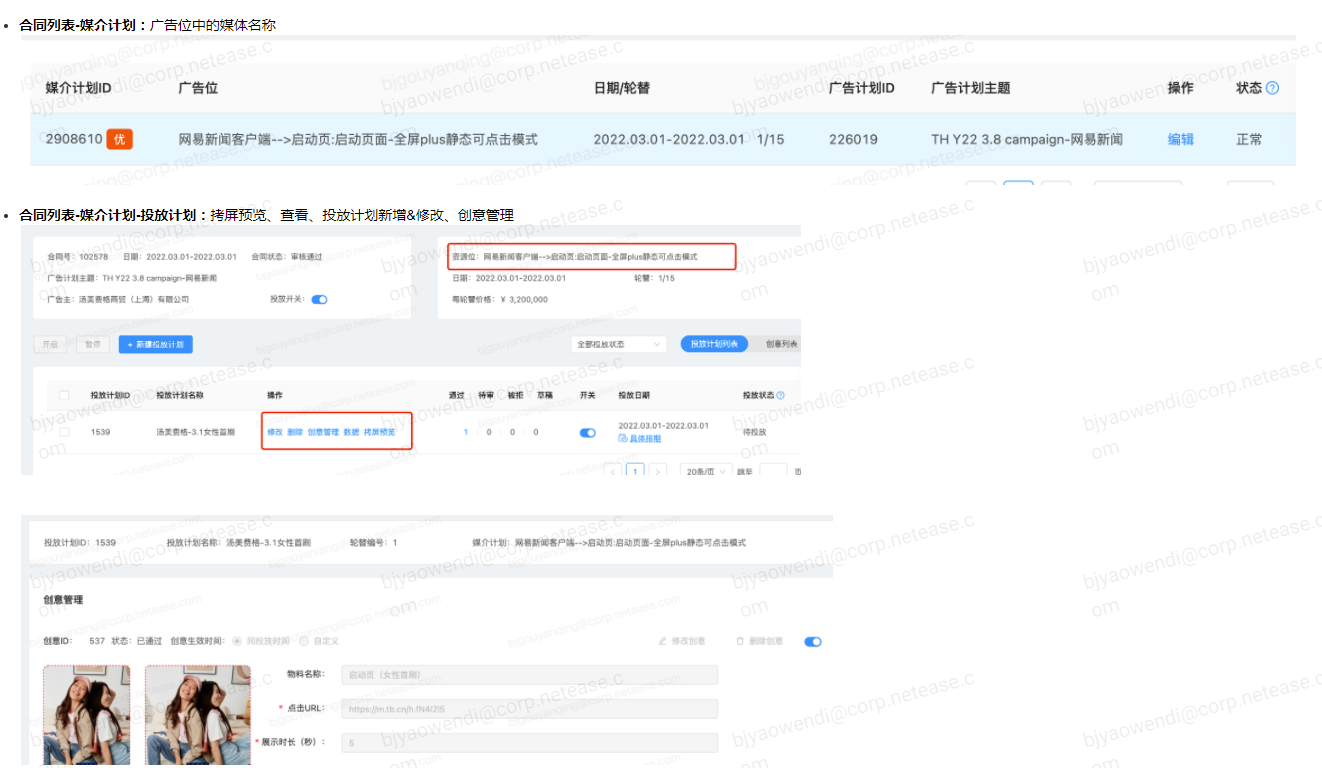 合同列表-媒介计划：广告位中的媒体名称
媒介计划ID 广告位 日期/轮替 广告计划ID 广告计划主题 操作 状态
2908610 优 网易新闻客户端-->启动页:启动页面-全屏plus静态可点击模式 2022.03.01-2022.03.01 1/15 226019 TH Y22 3.8 campaign-网易新闻 编辑 正常
合同列表-媒介计划-投放计划：拷屏预览、查看、投放计划新增&修改、创意管理
合同号：102578 日期：2022.03.01-2022.03.01 合同状态：审核通过
广告计划主题：TH Y22 3.8 campaign-网易新闻
广告主：汤美费格商贸（上海）有限公司 投放开关：
资源位：网易新闻客户端-->启动页:启动页面-全屏plus静态可点击模式
日期：2022.03.01-2022.03.01 轮替：1/15
每轮替价格：¥ 3,200,000
开启 暂停 + 新建投放计划 全部投放状态 投放计划列表 创意列表
投放计划ID 投放计划名称 操作 通过 待审 被拒 草稿 开关 投放日期 投放状态
1539 汤美费格-3.1女性首刷 修改 删除 创意管理 数据 拷屏预览 1 0 0 0 2022.03.01-2022.03.01 待投放
具体排期
< 1 > 20条/页 跳至 页
投放计划ID：1539 投放计划名称：汤美费格-3.1女性首刷 轮替编号：1 媒介计划：网易新闻客户端-->启动页:启动页面-全屏plus静态可点击模式
创意管理
创意ID： 537 状态：已通过 创意生效时间： 同投放时间 自定义 修改创意 删除创意
物料名称： 启动页（女性首刷）
* 点击URL： https://m.tb.cn/h.fN4I2I5
* 展示时长（秒）： 5
bjyaowendi@corp.netease.com
bjgouyanqing@corp.netease.com